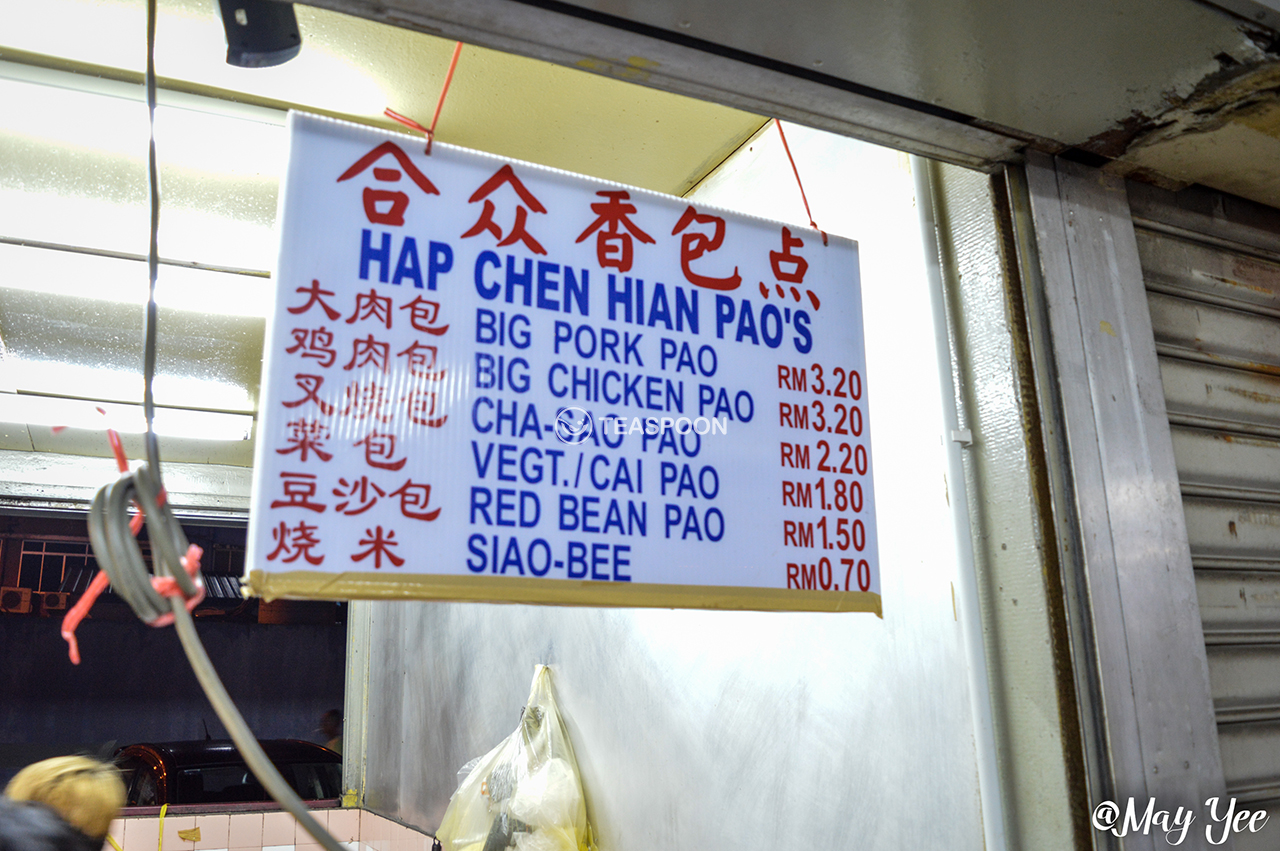 合众香包点
HAP CHEN HIAN PAO'S
大肉包 BIG PORK PAO RM3.20
鸡肉包 BIG CHICKEN PAO RM3.20
叉烧包 CHA-SAO PAO RM2.20
菜包 VEGT./CAI PAO RM1.80
豆沙包 RED BEAN PAO RM1.50
烧米 SIAO-BEE RM0.70
TEASPOON
@May Yee